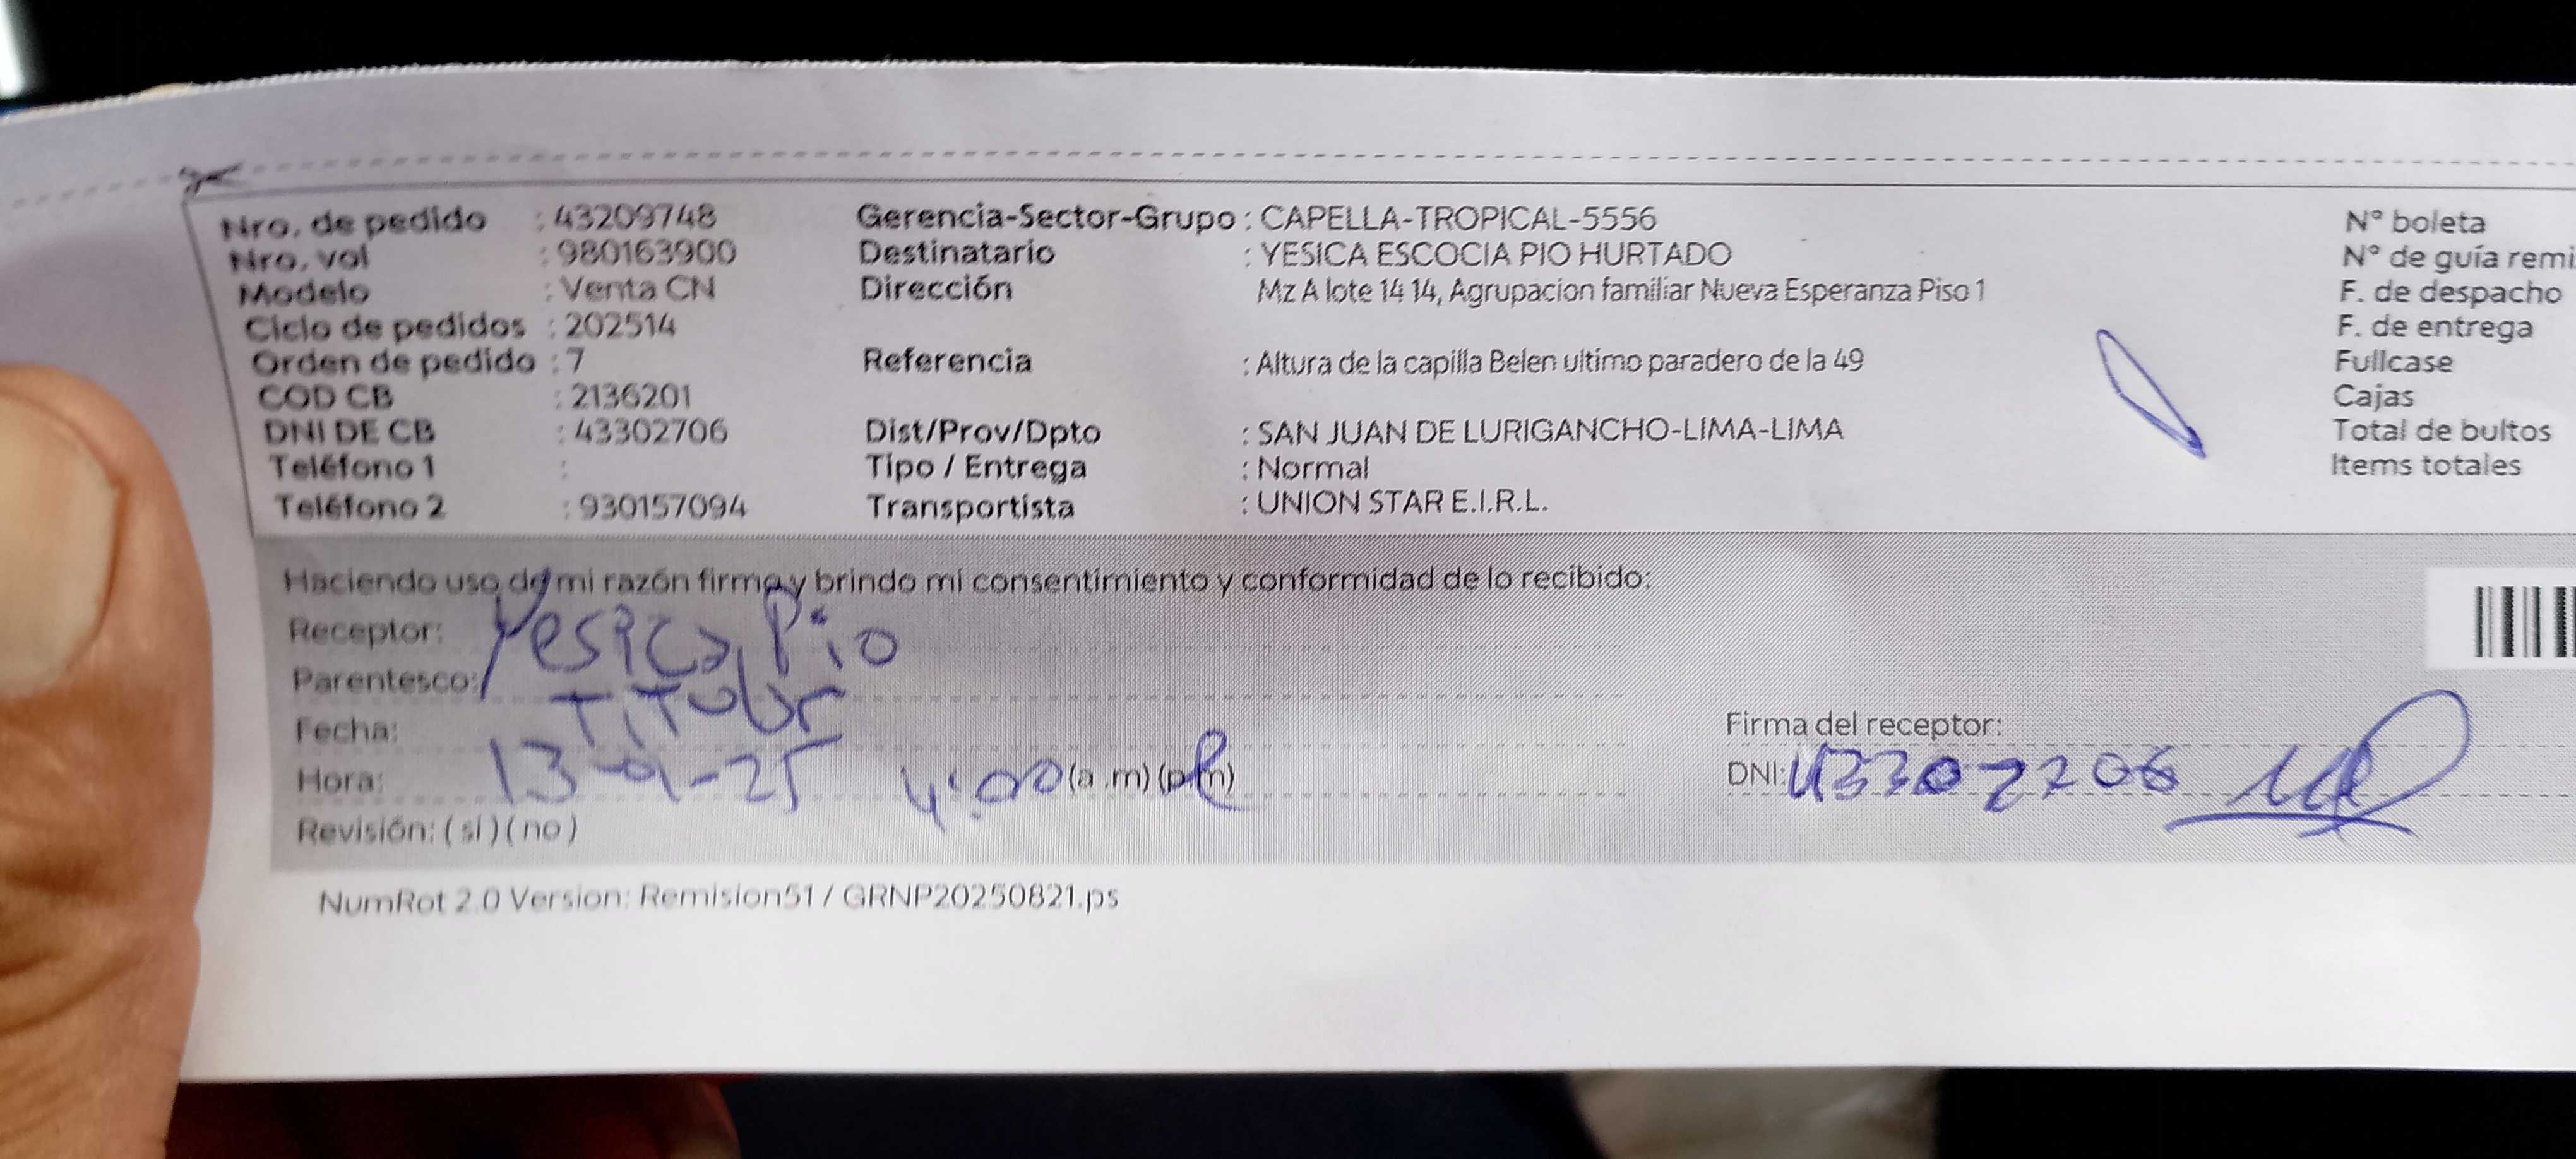 Nro. de pedido : 43209748 Gerencia-Sector-Grupo : CAPELLA-TROPICAL-5556 N° boleta
Nro. vol : 980163900 Destinatario : YESICA ESCOCIA PIO HURTADO N° de guía remi
Modelo : Venta CN Dirección Mz A lote 14 14, Agrupacion familiar Nueva Esperanza Piso 1 F. de despacho
Ciclo de pedidos : 202514 F. de entrega
Orden de pedido : 7 Referencia : Altura de la capilla Belen ultimo paradero de la 49 Fullcase
COD CB : 2136201 Cajas
DNI DE CB : 43302706 Dist/Prov/Dpto : SAN JUAN DE LURIGANCHO-LIMA-LIMA Total de bultos
Teléfono 1 : Tipo / Entrega : Normal Items totales
Teléfono 2 : 930157094 Transportista : UNION STAR E.I.R.L.
Haciendo uso de mi razón firmo y brindo mi consentimiento y conformidad de lo recibido:
Receptor: Yesica Pio
Parentesco: Titular
Fecha: 13-9-25 Firma del receptor:
Hora: 4:00 (a .m) (p.m) DNI: 43302706
Revisión: ( sí ) ( no )
NumRot 2.0 Version: Remision51 / GRNP20250821.ps